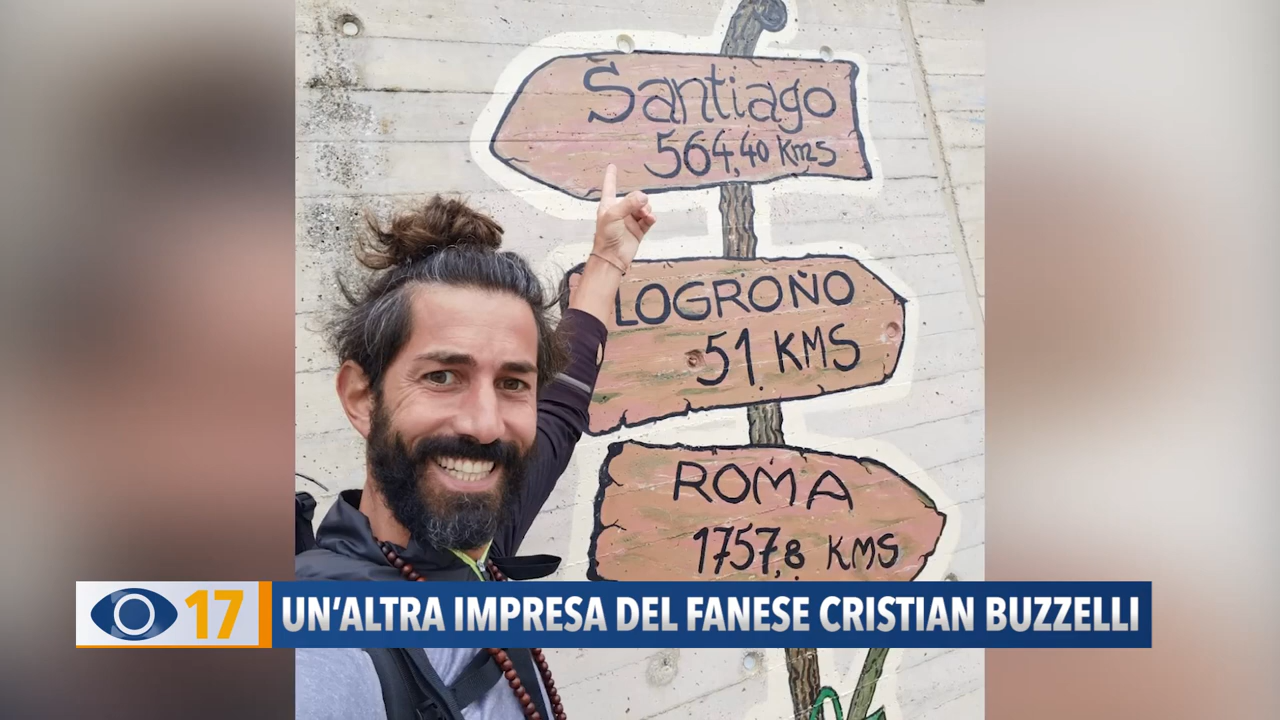 Santiago
564,40 Kms
LOGROÑO
51 KMS
ROMA
1757,8 KMS
17 UN'ALTRA IMPRESA DEL FANESE CRISTIAN BUZZELLI